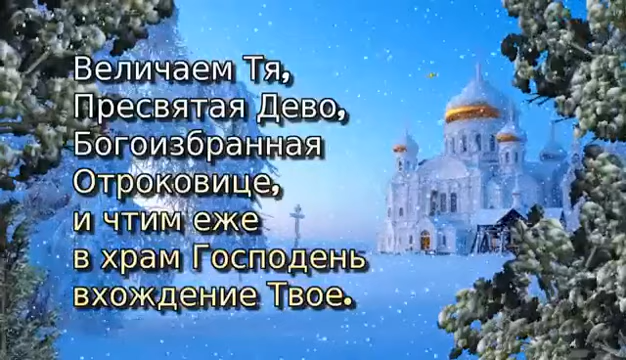 Величаем Тя,
Пресвятая Дево,
Богоизбранная
Отроковице,
и чтим еже
в храм Господень
вхождение Твое.